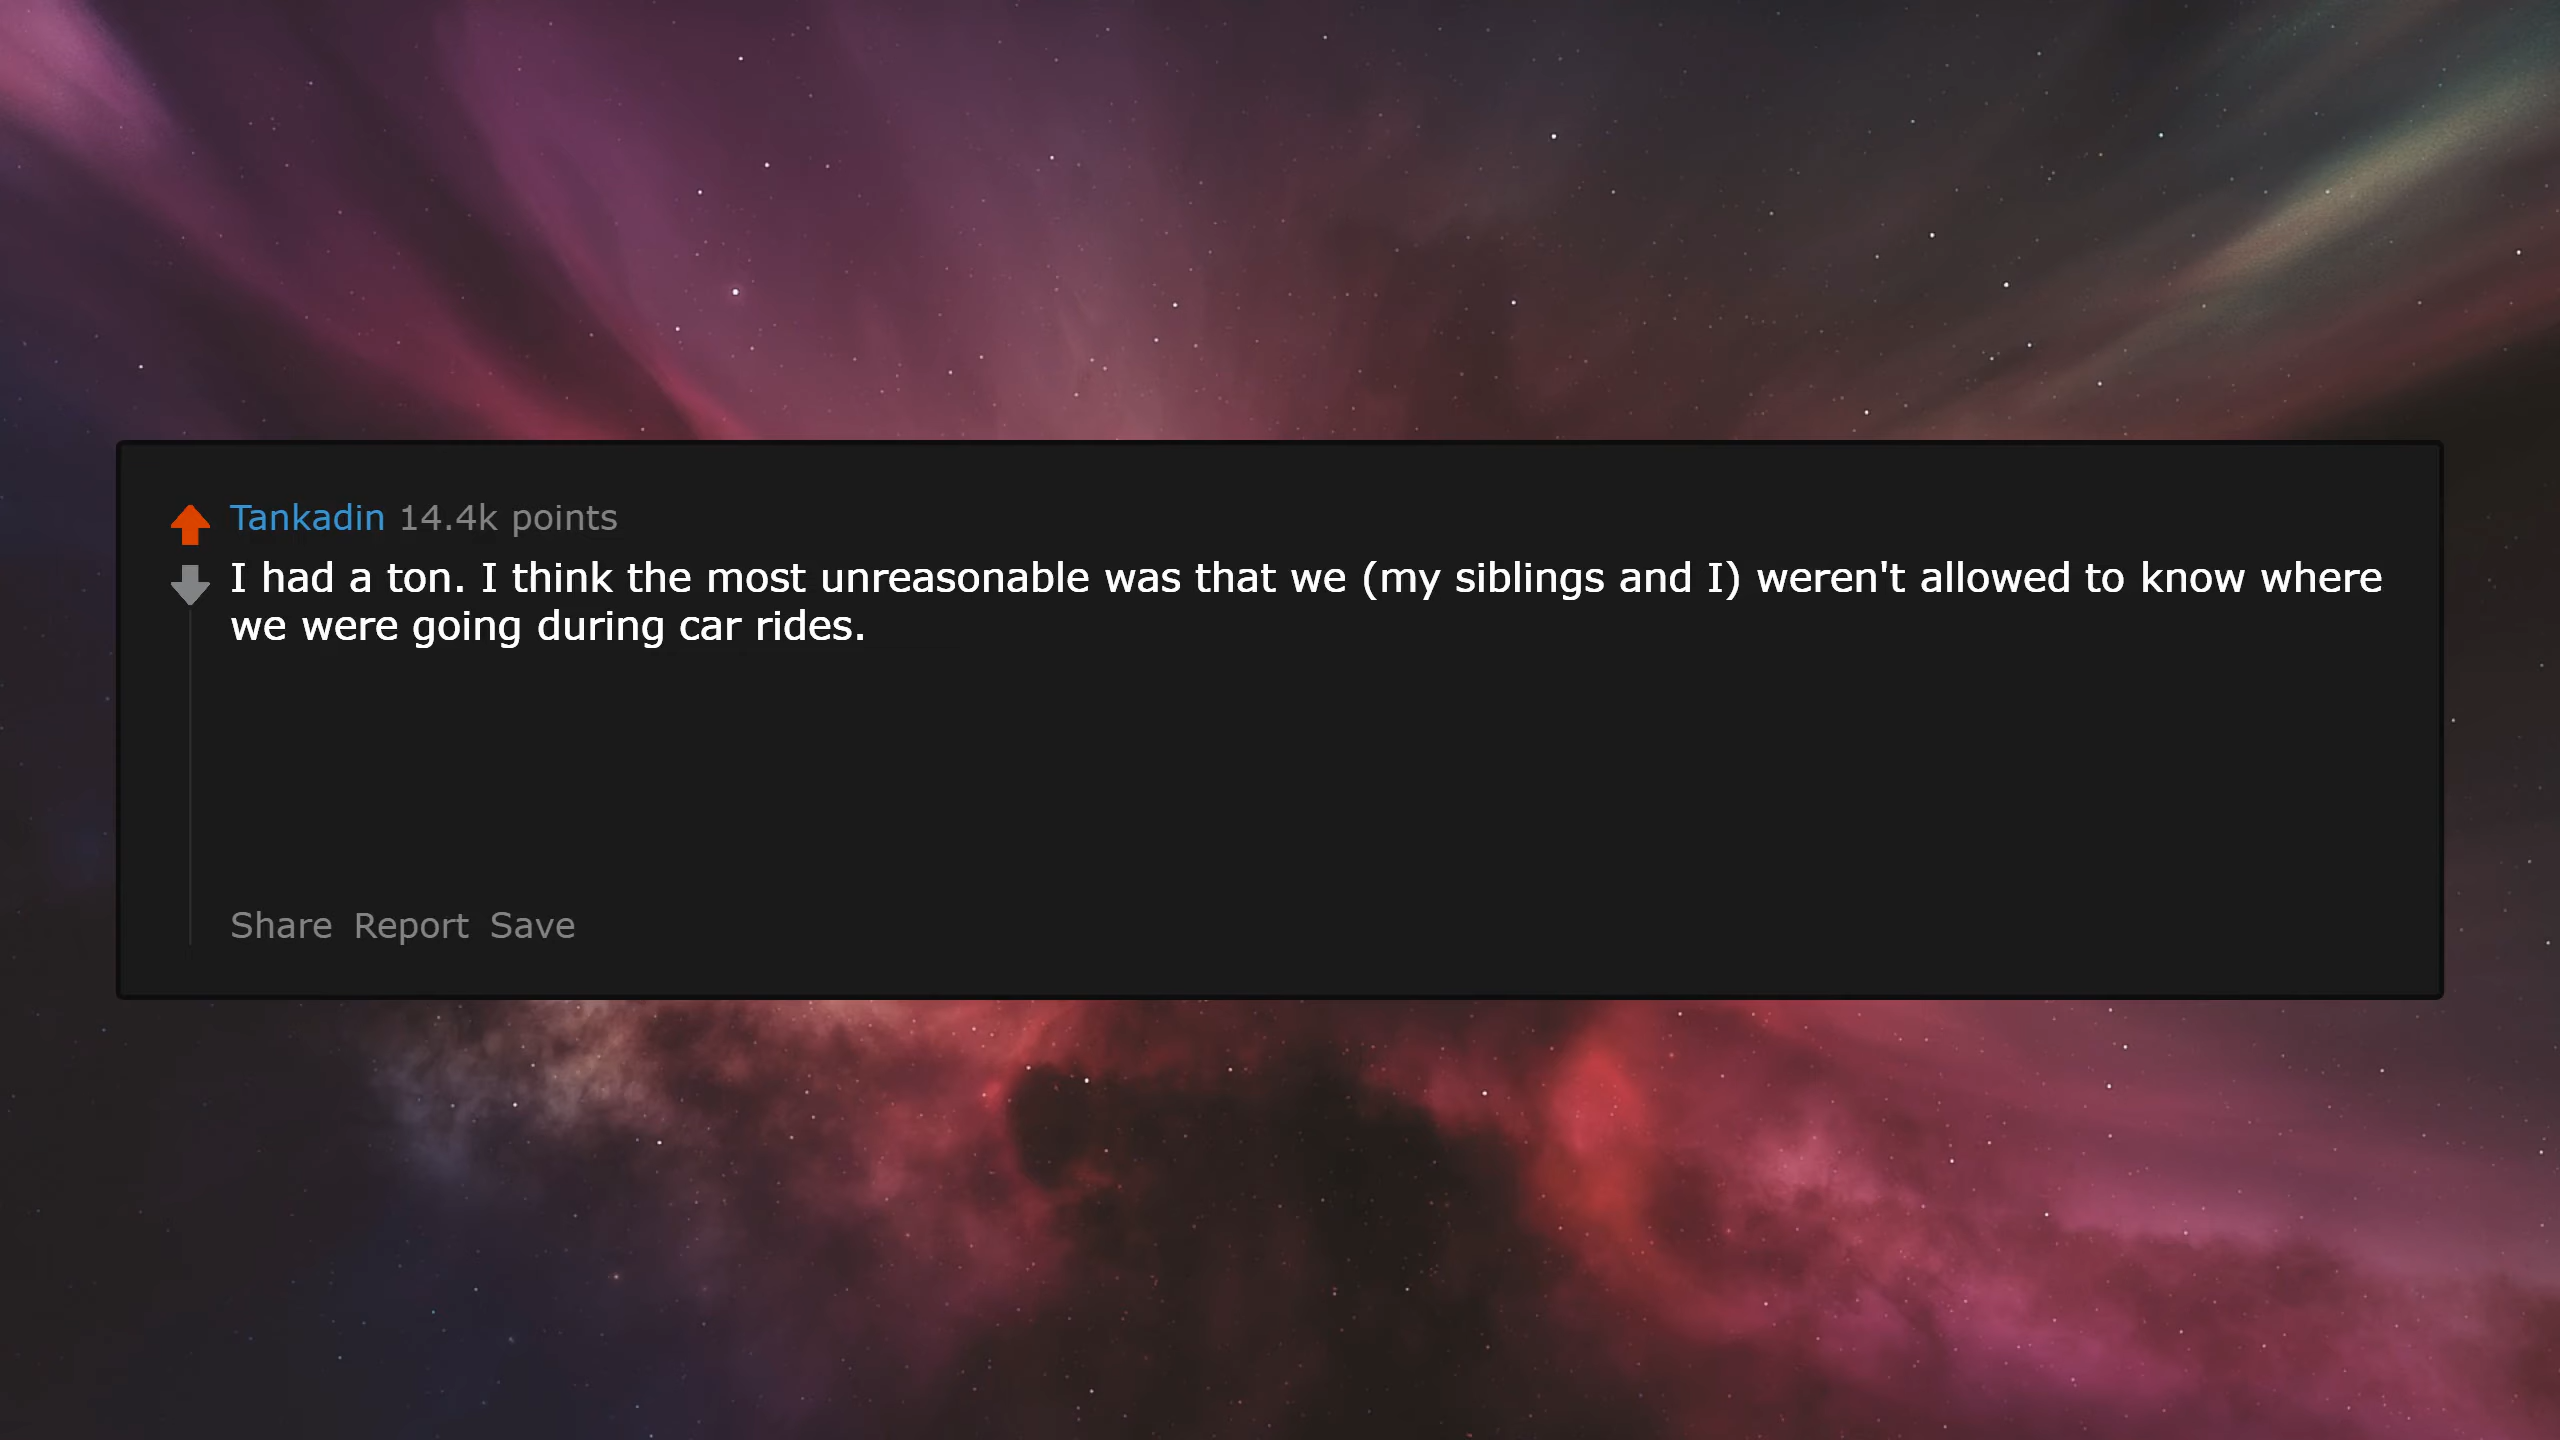 Tankadin 14.4k points
I had a ton. I think the most unreasonable was that we (my siblings and I) weren't allowed to know where
we were going during car rides.
Share Report Save